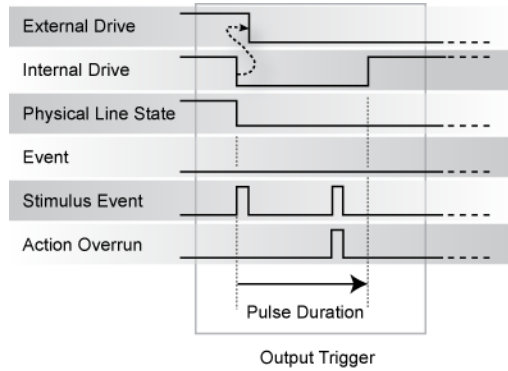 External Drive
Internal Drive
Physical Line State
Event
Stimulus Event
Action Overrun
Pulse Duration
Output Trigger